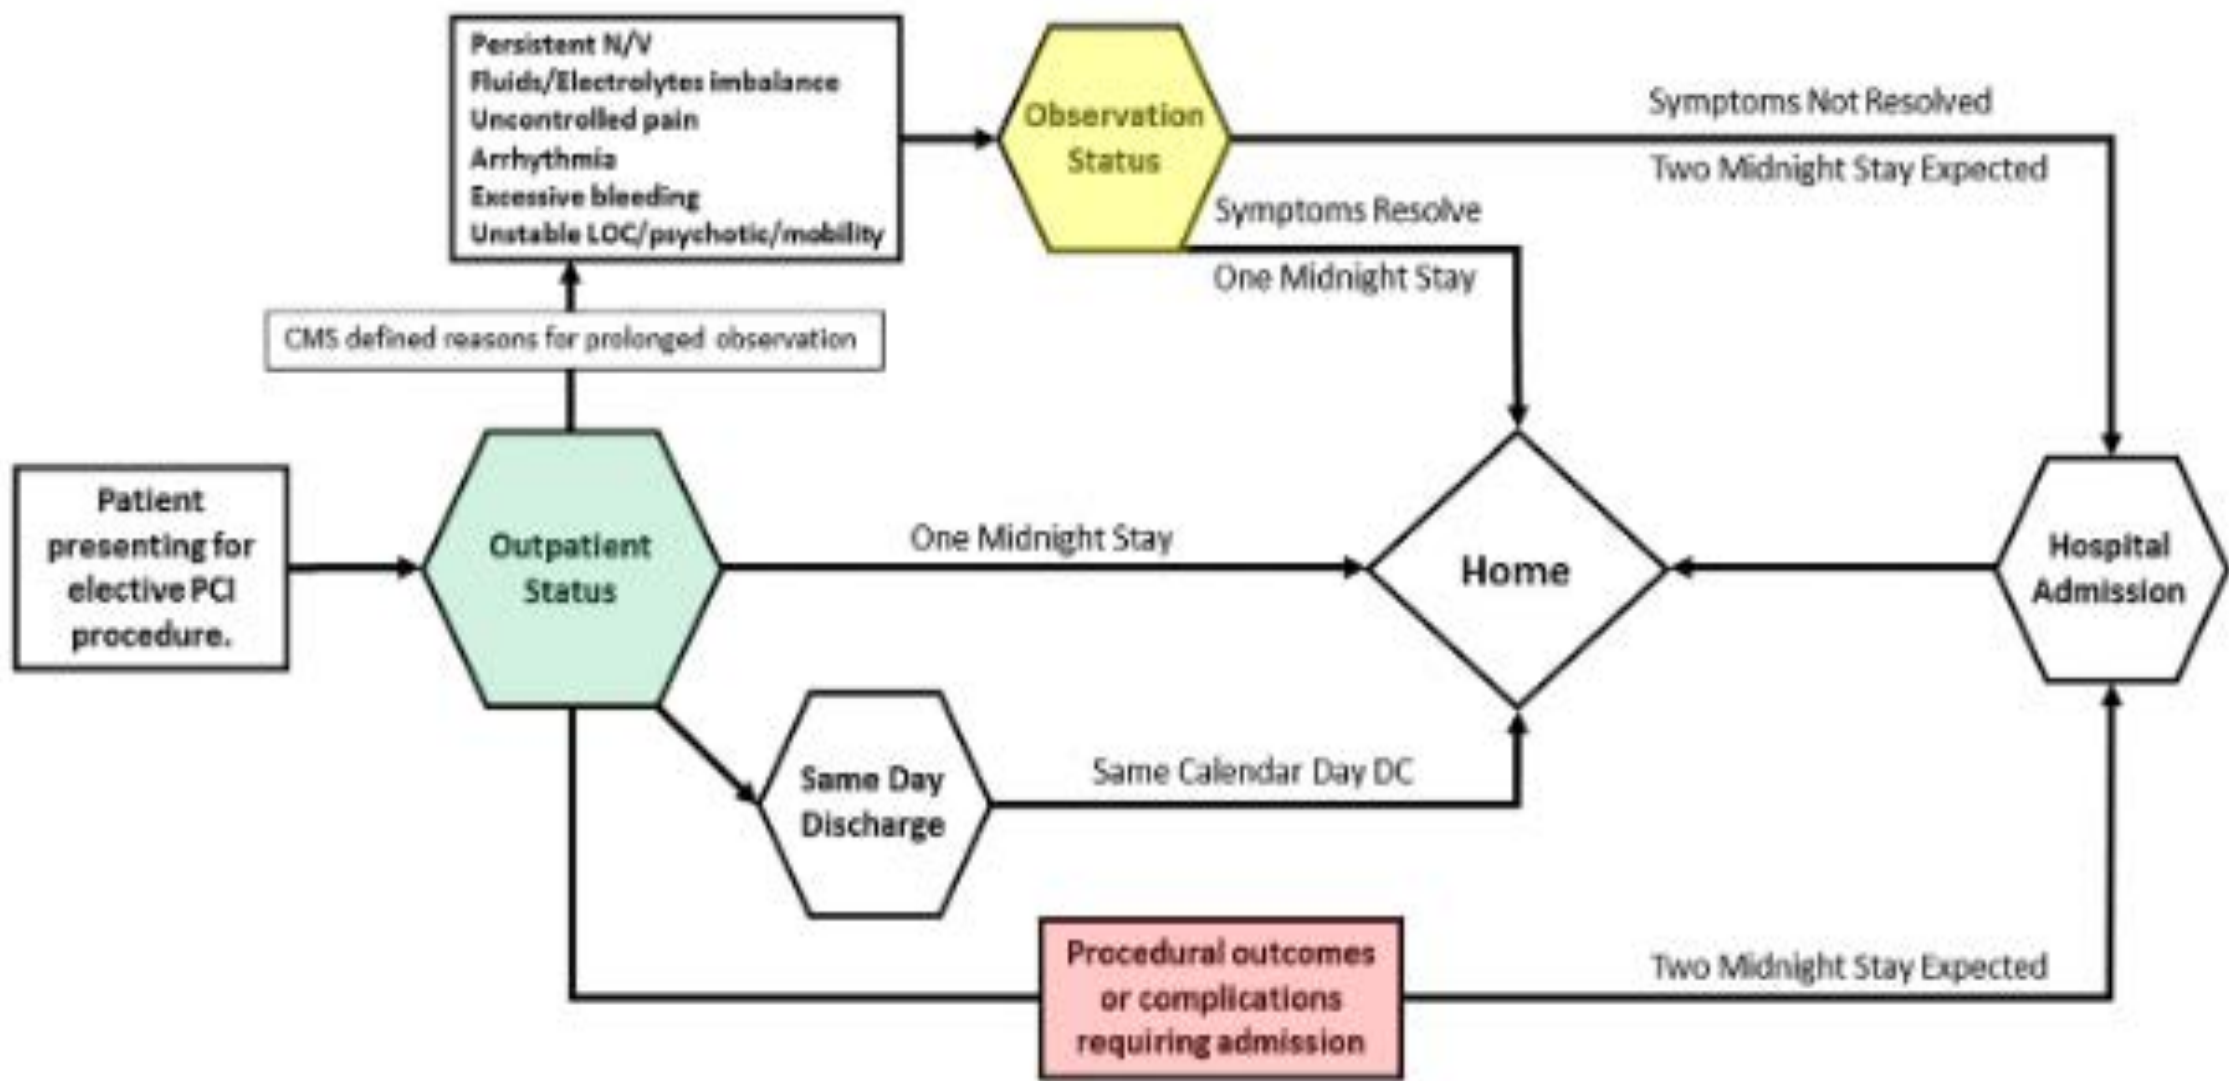 Persistent N/V
Fluids/Electrolytes imbalance
Uncontrolled pain
Arrhythmia
Excessive bleeding
Unstable LOC/psychotic/mobility
Observation
Status
Symptoms Not Resolved
Two Midnight Stay Expected
Symptoms Resolve
One Midnight Stay
CMS defined reasons for prolonged observation
Patient
presenting for
elective PCI
procedure.
Outpatient
Status
One Midnight Stay
Home
Hospital
Admission
Same Day
Discharge
Same Calendar Day DC
Procedural outcomes
or complications
requiring admission
Two Midnight Stay Expected